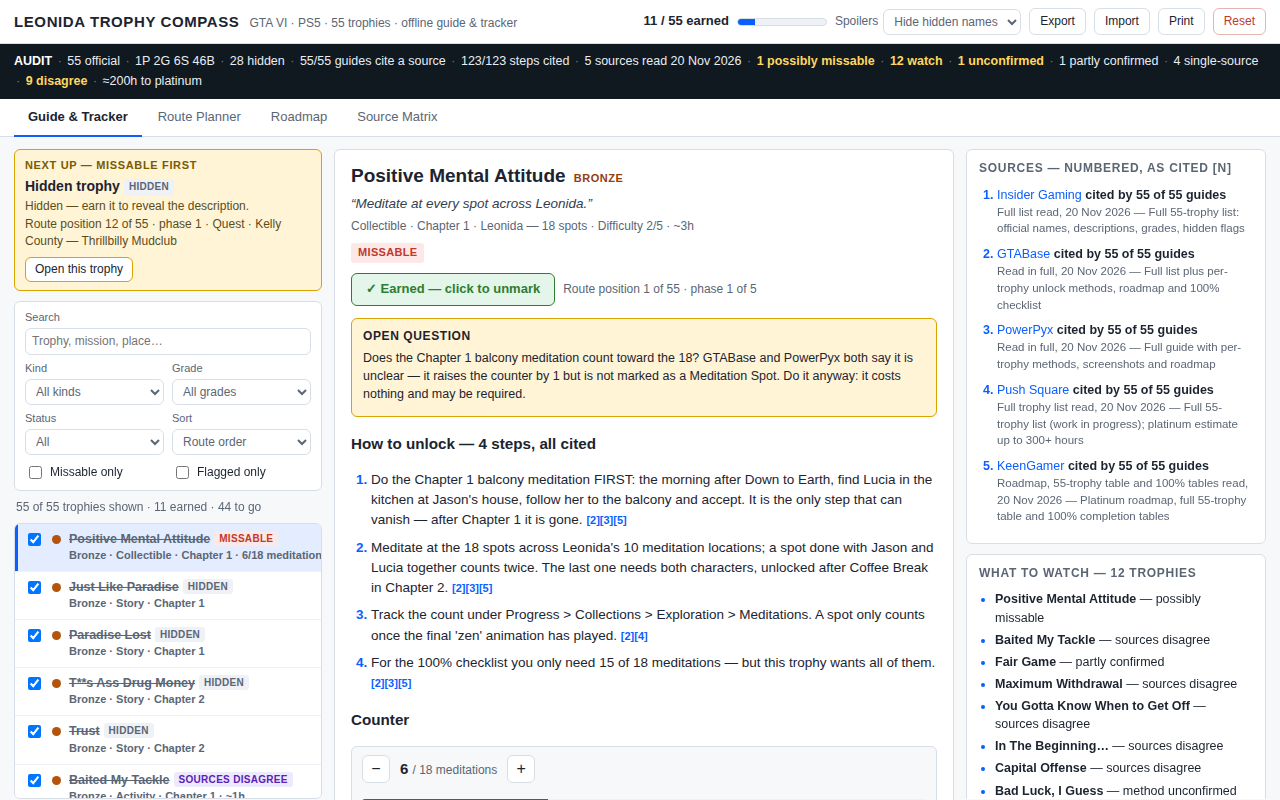 LEONIDA TROPHY COMPASS GTA VI · PS5 · 55 trophies · offline guide & tracker 11 / 55 earned Spoilers Hide hidden names Export Import Print Reset
AUDIT · 55 official · 1P 2G 6S 46B · 28 hidden · 55/55 guides cite a source · 123/123 steps cited · 5 sources read 20 Nov 2026 · 1 possibly missable · 12 watch · 1 unconfirmed · 1 partly confirmed · 4 single-source
· 9 disagree · ≈200h to platinum
Guide & Tracker Route Planner Roadmap Source Matrix
NEXT UP — MISSABLE FIRST
Hidden trophy HIDDEN
Hidden — earn it to reveal the description.
Route position 12 of 55 · phase 1 · Quest · Kelly
County — Thrillbilly Mudclub
Open this trophy
Search
Trophy, mission, place…
Kind Grade
All kinds All grades
Status Sort
All Route order
Missable only Flagged only
55 of 55 trophies shown · 11 earned · 44 to go
Positive Mental Attitude MISSABLE
Bronze · Collectible · Chapter 1 · 6/18 meditation
Just Like Paradise HIDDEN
Bronze · Story · Chapter 1
Paradise Lost HIDDEN
Bronze · Story · Chapter 1
T**s Ass Drug Money HIDDEN
Bronze · Story · Chapter 2
Trust HIDDEN
Bronze · Story · Chapter 2
Baited My Tackle SOURCES DISAGREE
Bronze · Activity · Chapter 1 · ~1h
Positive Mental Attitude BRONZE
“Meditate at every spot across Leonida.”
Collectible · Chapter 1 · Leonida — 18 spots · Difficulty 2/5 · ~3h
MISSABLE
✓ Earned — click to unmark Route position 1 of 55 · phase 1 of 5
OPEN QUESTION
Does the Chapter 1 balcony meditation count toward the 18? GTABase and PowerPyx both say it is
unclear — it raises the counter by 1 but is not marked as a Meditation Spot. Do it anyway: it costs
nothing and may be required.
How to unlock — 4 steps, all cited
1. Do the Chapter 1 balcony meditation FIRST: the morning after Down to Earth, find Lucia in the
kitchen at Jason's house, follow her to the balcony and accept. It is the only step that can
vanish — after Chapter 1 it is gone. [2][3][5]
2. Meditate at the 18 spots across Leonida's 10 meditation locations; a spot done with Jason and
Lucia together counts twice. The last one needs both characters, unlocked after Coffee Break
in Chapter 2. [2][3][5]
3. Track the count under Progress > Collections > Exploration > Meditations. A spot only counts
once the final 'zen' animation has played. [2][4]
4. For the 100% checklist you only need 15 of 18 meditations — but this trophy wants all of them.
[2][3][5]
Counter
− 6 / 18 meditations +
SOURCES — NUMBERED, AS CITED [N]
1. Insider Gaming cited by 55 of 55 guides
Full list read, 20 Nov 2026 — Full 55-trophy list:
official names, descriptions, grades, hidden flags
2. GTABase cited by 55 of 55 guides
Read in full, 20 Nov 2026 — Full list plus per-
trophy unlock methods, roadmap and 100%
checklist
3. PowerPyx cited by 55 of 55 guides
Read in full, 20 Nov 2026 — Full guide with per-
trophy methods, screenshots and roadmap
4. Push Square cited by 55 of 55 guides
Full trophy list read, 20 Nov 2026 — Full 55-
trophy list (work in progress); platinum estimate
up to 300+ hours
5. KeenGamer cited by 55 of 55 guides
Roadmap, 55-trophy table and 100% tables read,
20 Nov 2026 — Platinum roadmap, full 55-trophy
table and 100% completion tables
WHAT TO WATCH — 12 TROPHIES
• Positive Mental Attitude — possibly
missable
• Baited My Tackle — sources disagree
• Fair Game — partly confirmed
• Maximum Withdrawal — sources disagree
• You Gotta Know When to Get Off —
sources disagree
• In The Beginning… — sources disagree
• Capital Offense — sources disagree
• Bad Luck, I Guess — method unconfirmed